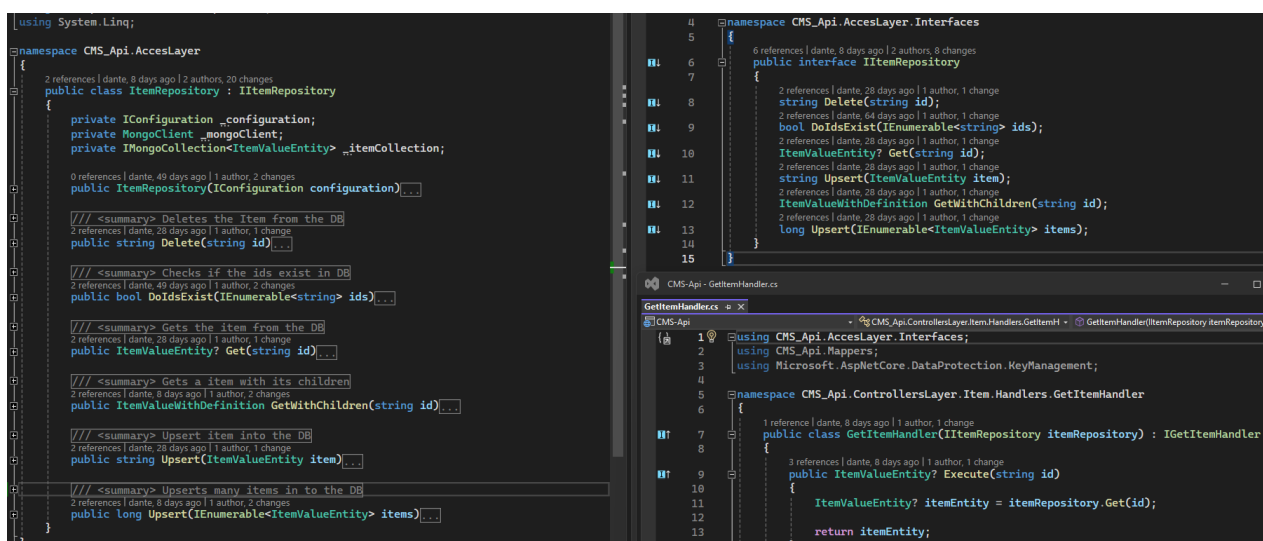 using System.Linq;
namespace CMS_Api.AccesLayer
{
2 references | dante, 8 days ago | 2 authors, 20 changes
public class ItemRepository : IItemRepository
{
private IConfiguration _configuration;
private MongoClient _mongoClient;
private IMongoCollection<ItemValueEntity> _itemCollection;
0 references | dante, 49 days ago | 1 author, 2 changes
public ItemRepository(IConfiguration configuration)...
/// <summary> Deletes the Item from the DB
2 references | dante, 28 days ago | 1 author, 1 change
public string Delete(string id)...
/// <summary> Checks if the ids exist in DB
2 references | dante, 49 days ago | 1 author, 2 changes
public bool DoIdsExist(IEnumerable<string> ids)...
/// <summary> Gets the item from the DB
2 references | dante, 28 days ago | 1 author, 1 change
public ItemValueEntity? Get(string id)...
/// <summary> Gets a item with its children
2 references | dante, 8 days ago | 1 author, 2 changes
public ItemValueWithDefinition GetWithChildren(string id)...
/// <summary> Upsert item into the DB
2 references | dante, 28 days ago | 1 author, 1 change
public string Upsert(ItemValueEntity item)...
/// <summary> Upserts many items in to the DB
2 references | dante, 8 days ago | 1 author, 2 changes
public long Upsert(IEnumerable<ItemValueEntity> items)...
}
4 namespace CMS_Api.AccesLayer.Interfaces
5 {
6 references | dante, 8 days ago | 2 authors, 8 changes
6 public interface IItemRepository
7 {
2 references | dante, 28 days ago | 1 author, 1 change
8 string Delete(string id);
2 references | dante, 64 days ago | 1 author, 1 change
9 bool DoIdsExist(IEnumerable<string> ids);
2 references | dante, 28 days ago | 1 author, 1 change
10 ItemValueEntity? Get(string id);
2 references | dante, 28 days ago | 1 author, 1 change
11 string Upsert(ItemValueEntity item);
2 references | dante, 28 days ago | 1 author, 1 change
12 ItemValueWithDefinition GetWithChildren(string id);
2 references | dante, 28 days ago | 1 author, 1 change
13 long Upsert(IEnumerable<ItemValueEntity> items);
14 }
15 }
CMS-Api - GetItemHandler.cs
GetItemHandler.cs
CMS-Api CMS_Api.ControllersLayer.Item.Handlers.GetItemH GetItemHandler(IItemRepository itemRepository
1 using CMS_Api.AccesLayer.Interfaces;
2 using CMS_Api.Mappers;
3 using Microsoft.AspNetCore.DataProtection.KeyManagement;
4
5 namespace CMS_Api.ControllersLayer.Item.Handlers.GetItemHandler
6 {
1 reference | dante, 8 days ago | 1 author, 1 change
7 public class GetItemHandler(IItemRepository itemRepository) : IGetItemHandler
8 {
3 references | dante, 8 days ago | 1 author, 1 change
9 public ItemValueEntity? Execute(string id)
10 {
11 ItemValueEntity? itemEntity = itemRepository.Get(id);
12
13 return itemEntity;